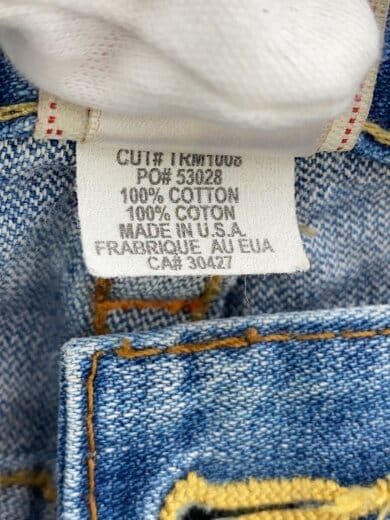 CUT# TRM1008
PO# 53028
100% COTTON
100% COTON
MADE IN U.S.A.
FRABRIQUE AU EUA
CA# 30427